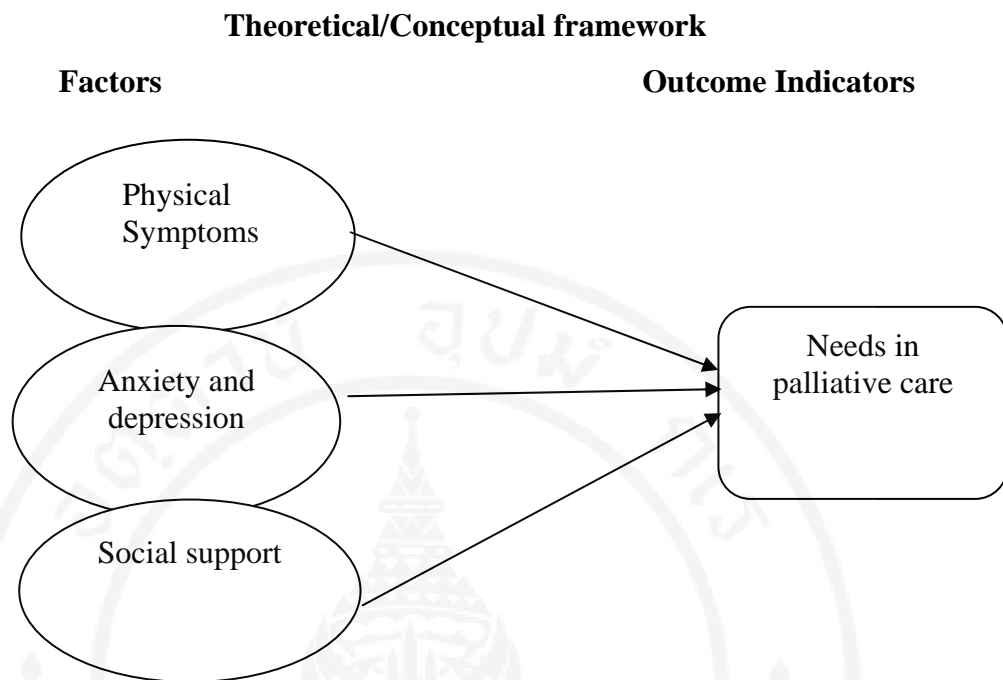 Theoretical/Conceptual framework
Factors
Outcome Indicators
Physical
Symptoms
Anxiety and
depression
Social support
Needs in
palliative care